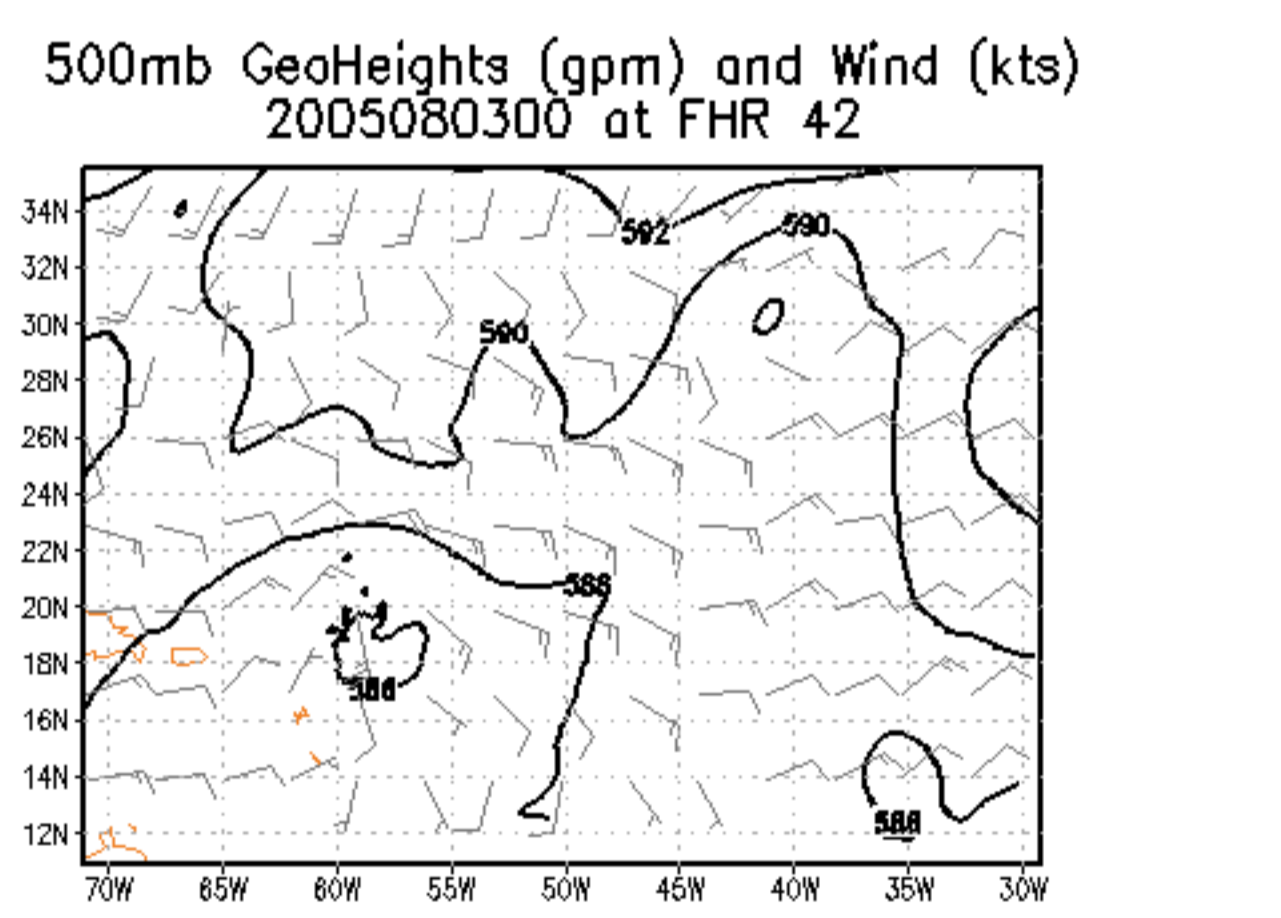 500mb GeoHeights (gpm) and Wind (kts)
2005080300 at FHR 42
34N
592
590
32N
30N
590
28N
26N
24N
22N
588
20N
18N
586
16N
14N
588
12N
70W 65W 60W 55W 50W 45W 40W 35W 30W